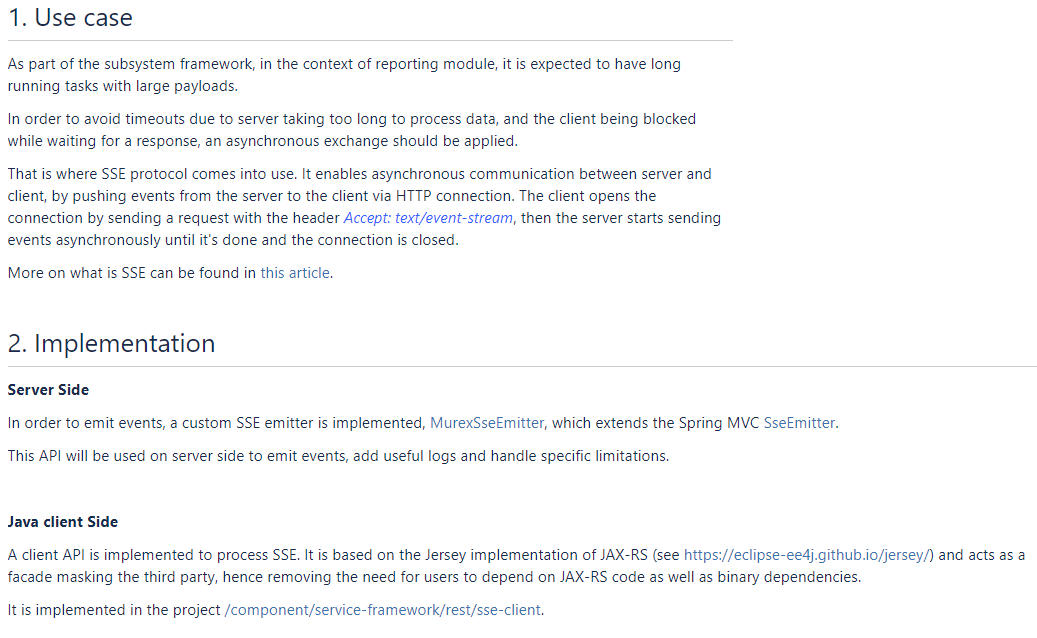 1. Use case
As part of the subsystem framework, in the context of reporting module, it is expected to have long
running tasks with large payloads.
In order to avoid timeouts due to server taking too long to process data, and the client being blocked
while waiting for a response, an asynchronous exchange should be applied.
That is where SSE protocol comes into use. It enables asynchronous communication between server and
client, by pushing events from the server to the client via HTTP connection. The client opens the
connection by sending a request with the header Accept: text/event-stream, then the server starts sending
events asynchronously until it's done and the connection is closed.
More on what is SSE can be found in this article.
2. Implementation
Server Side
In order to emit events, a custom SSE emitter is implemented, MurexSseEmitter, which extends the Spring MVC SseEmitter.
This API will be used on server side to emit events, add useful logs and handle specific limitations.
Java client Side
A client API is implemented to process SSE. It is based on the Jersey implementation of JAX-RS (see https://eclipse-ee4j.github.io/jersey/) and acts as a
facade masking the third party, hence removing the need for users to depend on JAX-RS code as well as binary dependencies.
It is implemented in the project /component/service-framework/rest/sse-client.